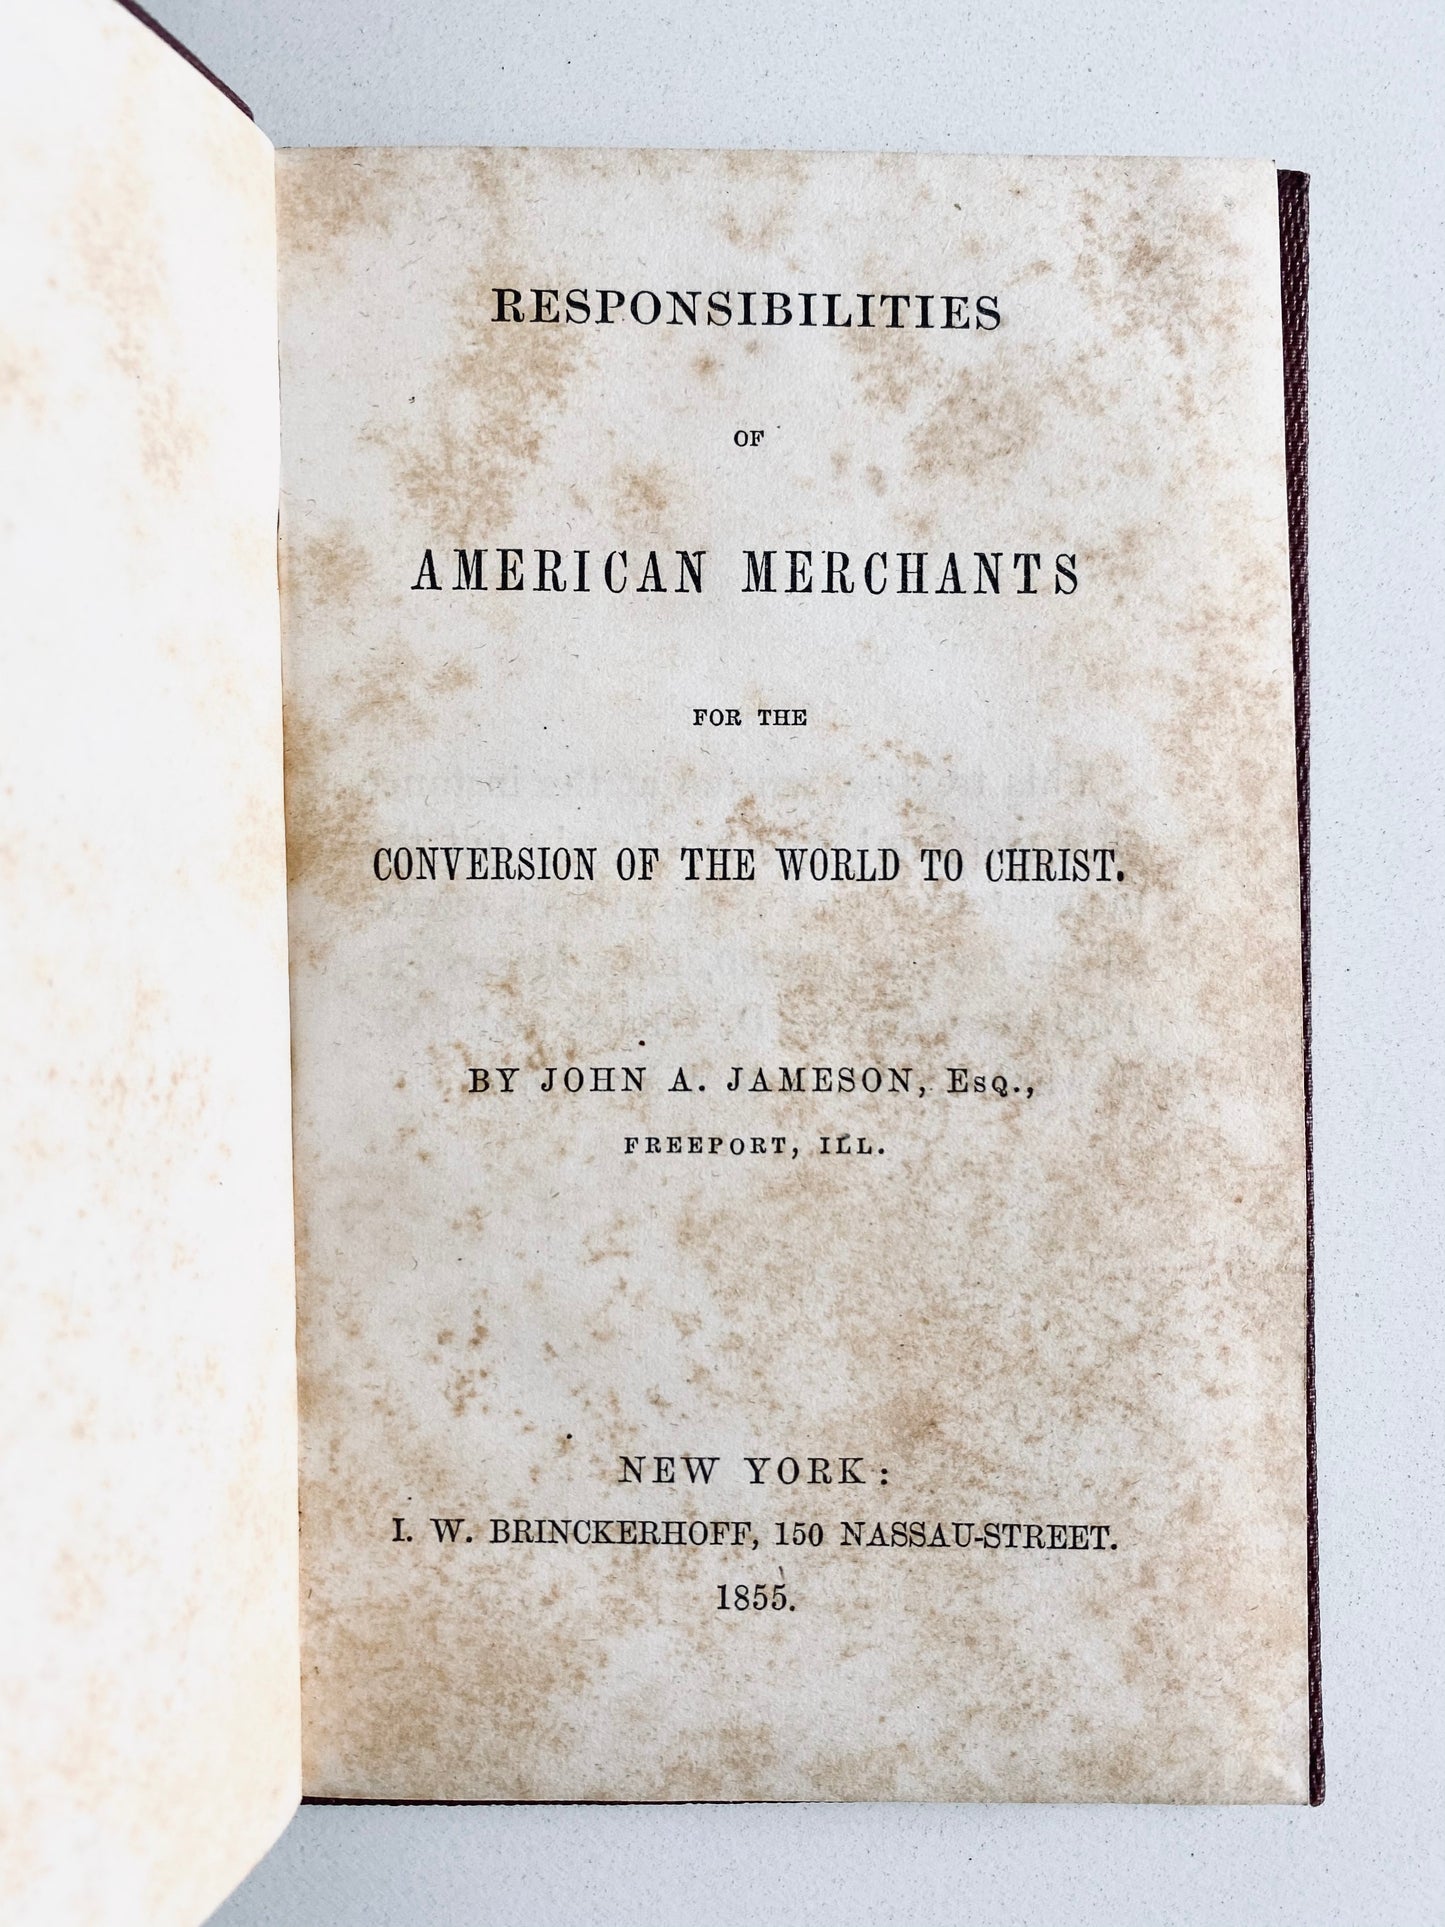 RESPONSIBILITIES
OF
AMERICAN MERCHANTS
FOR THE
CONVERSION OF THE WORLD TO CHRIST.
BY JOHN A. JAMESON, Esq.,
FREEPORT, ILL.
NEW YORK:
I. W. BRINCKERHOFF, 150 NASSAU-STREET.
1855.